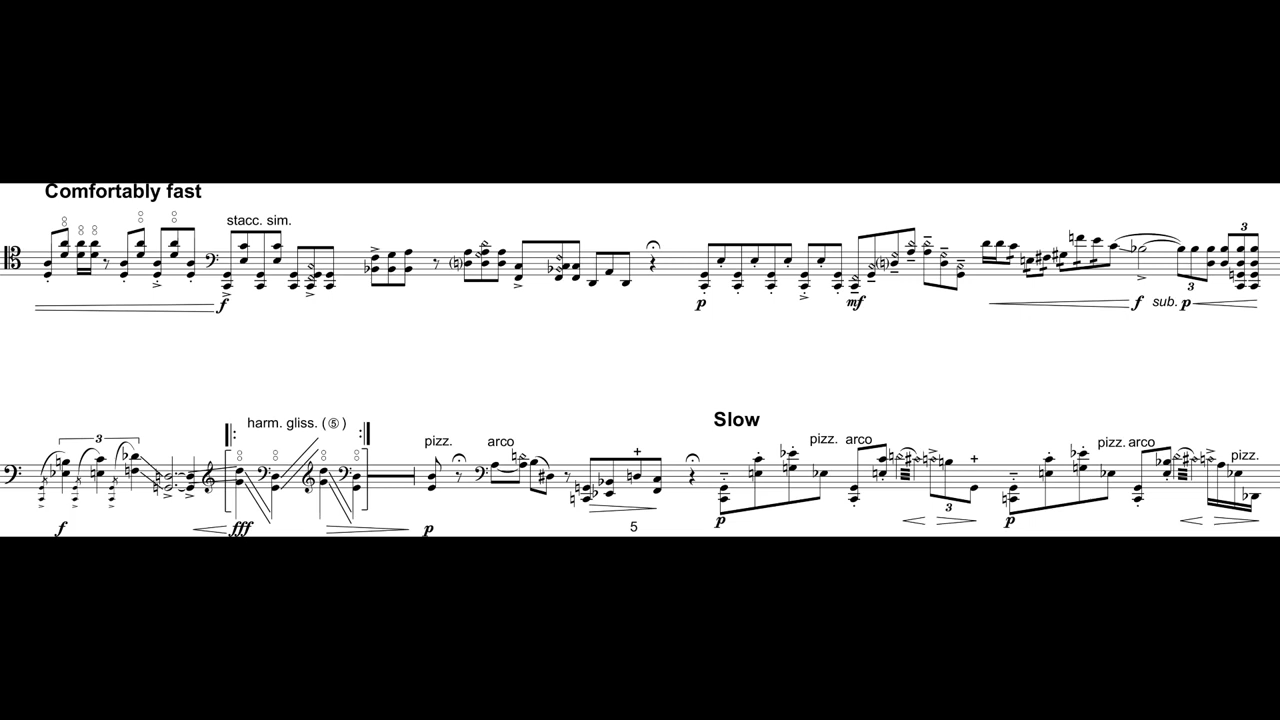 Comfortably fast
stacc. sim.
3
f p mf f sub. p
3
3
harm. gliss. (⑤)
Slow
pizz. arco pizz. arco pizz. arco pizz.
3
f fff p p p
5